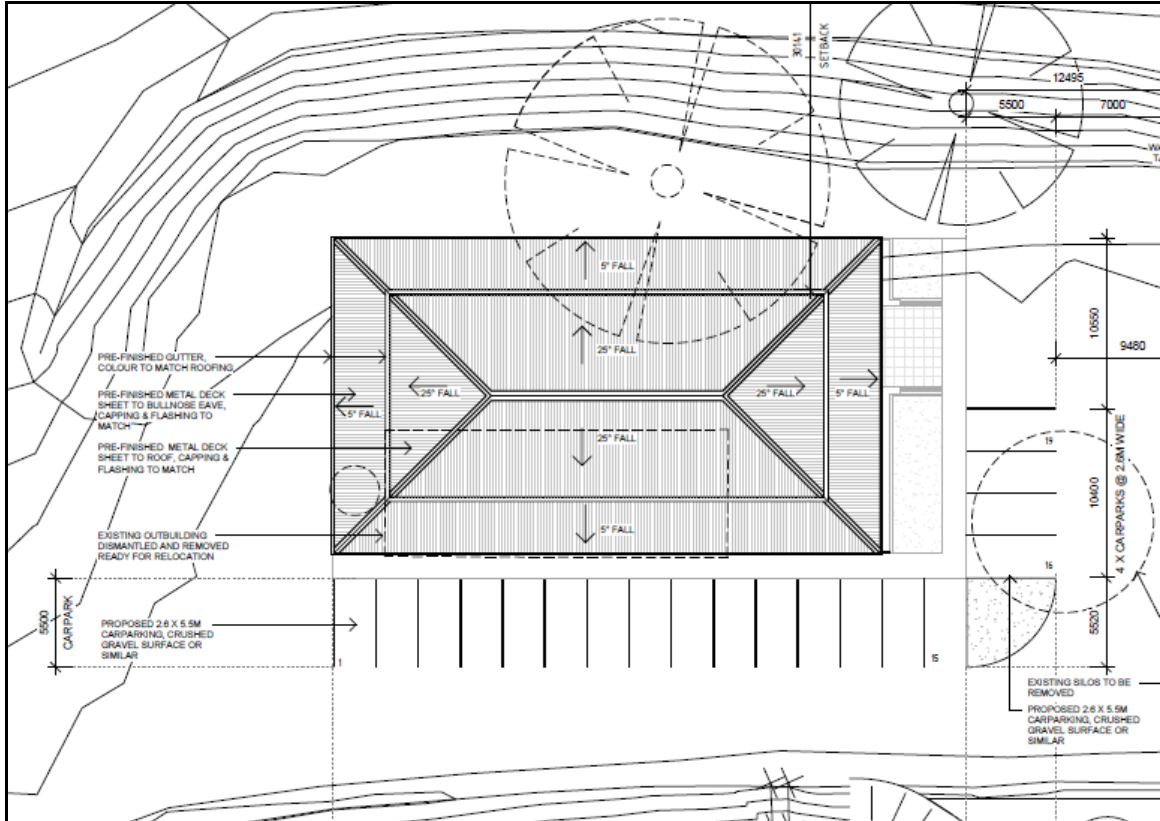 30141
SETBACK
12495
5500
7000
WA
TA
5° FALL
25° FALL
25° FALL
25° FALL
5° FALL
5° FALL
25° FALL
5° FALL
PRE-FINISHED GUTTER,
COLOUR TO MATCH ROOFING
PRE-FINISHED METAL DECK
SHEET TO BULLNOSE EAVE,
CAPPING & FLASHING TO
MATCH
PRE-FINISHED METAL DECK
SHEET TO ROOF, CAPPING &
FLASHING TO MATCH
EXISTING OUTBUILDING
DISMANTLED AND REMOVED
READY FOR RELOCATION
5500
CARPARK
PROPOSED 2.6 X 5.5M
CARPARKING, CRUSHED
GRAVEL SURFACE OR
SIMILAR
1
15
10550
9480
19
10400
4 X CARPARKS @ 2.6M WIDE
16
5520
EXISTING SILOS TO BE
REMOVED
PROPOSED 2.6 X 5.5M
CARPARKING, CRUSHED
GRAVEL SURFACE OR
SIMILAR